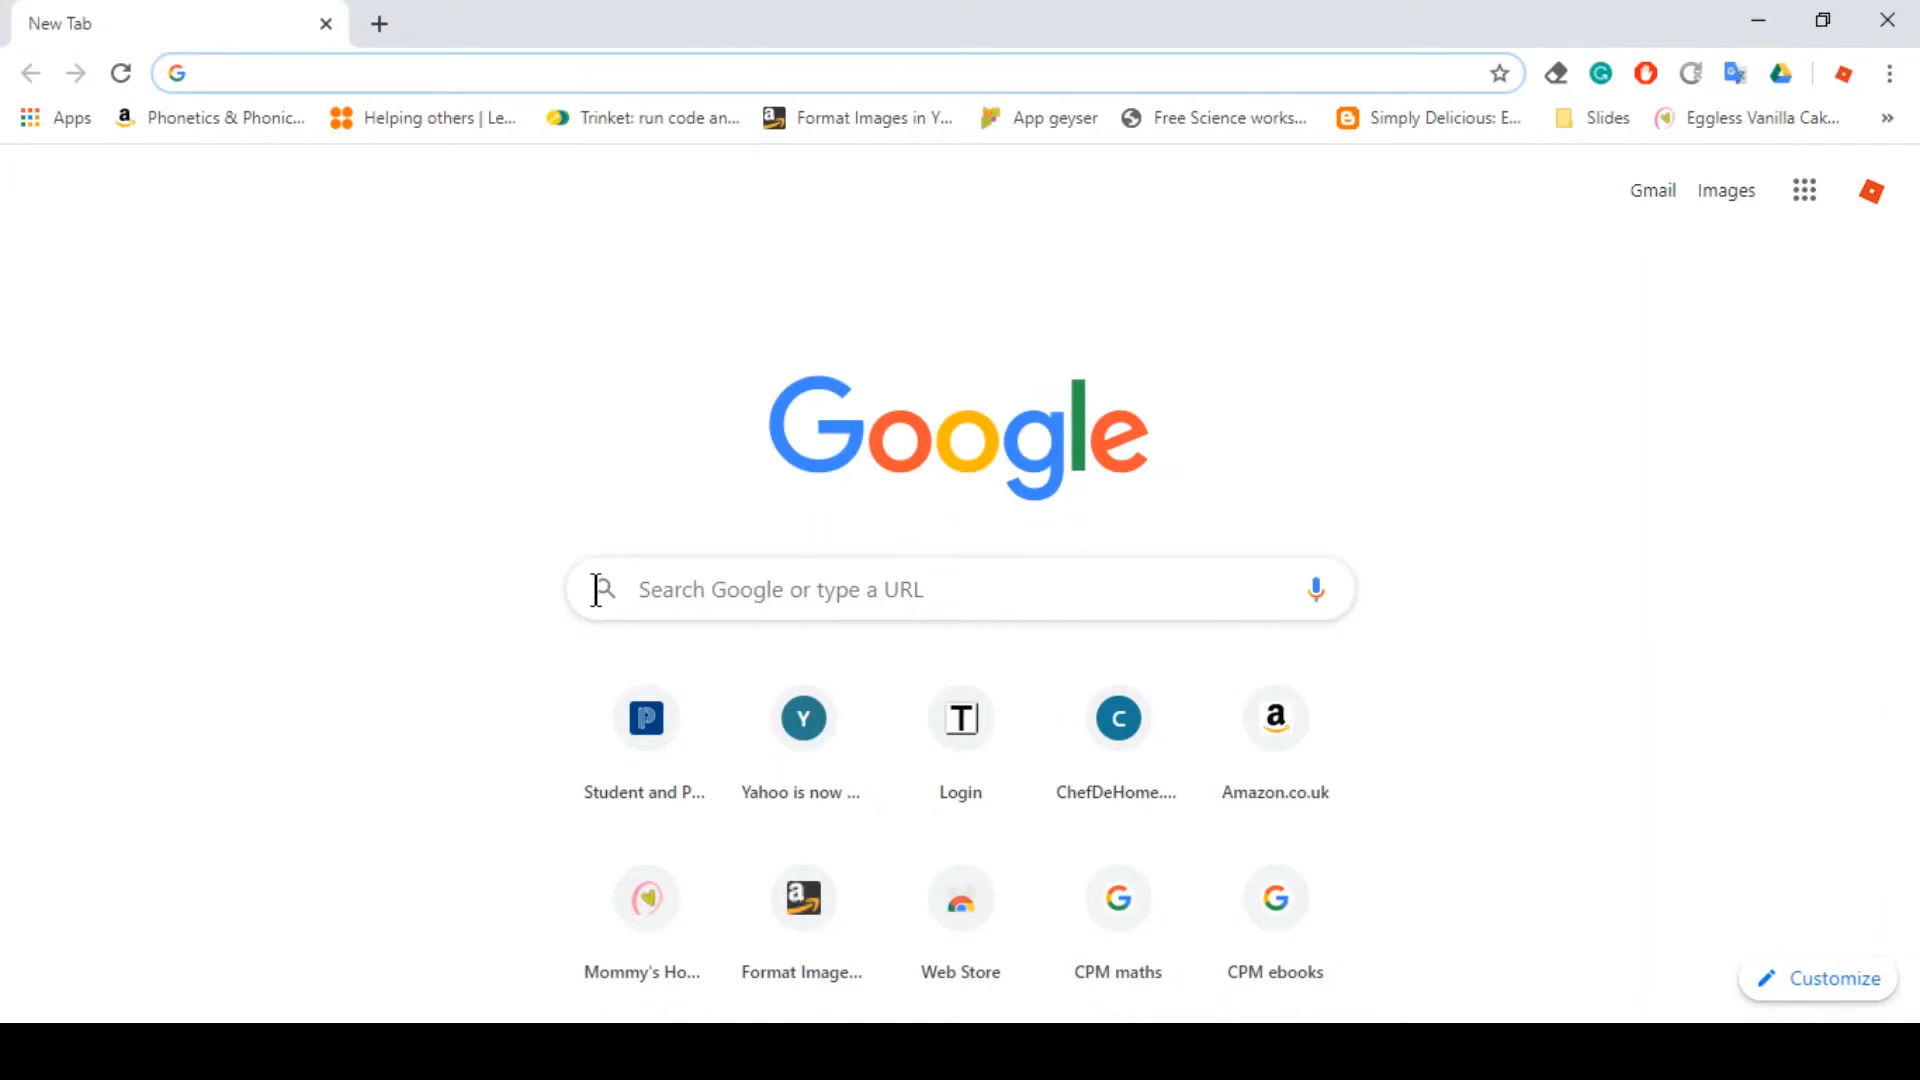 New Tab
Apps Phonetics & Phonic... Helping others | Le... Trinket: run code an... Format Images in Y... App geyser Free Science works... Simply Delicious: E... Slides Eggless Vanilla Cak... »
Gmail Images
Google
Search Google or type a URL
Student and P... Yahoo is now ... Login ChefDeHome.... Amazon.co.uk
Mommy's Ho... Format Image... Web Store CPM maths CPM ebooks
Customize